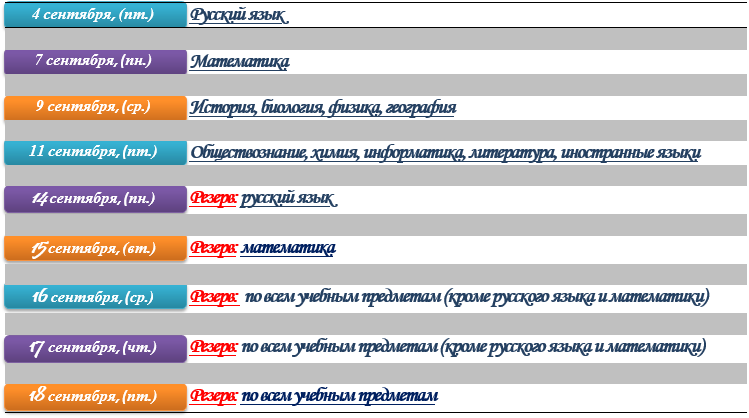 4 сентября, (пт.) Русский язык
7 сентября, (пн.) Математика
9 сентября, (ср.) История, биология, физика, география
11 сентября, (пт.) Обществознание, химия, информатика, литература, иностранные языки
14 сентября, (пн.) Резерв: русский язык
15 сентября, (вт.) Резерв: математика
16 сентября, (ср.) Резерв: по всем учебным предметам (кроме русского языка и математики)
17 сентября, (чт.) Резерв: по всем учебным предметам (кроме русского языка и математики)
18 сентября, (пт.) Резерв: по всем учебным предметам